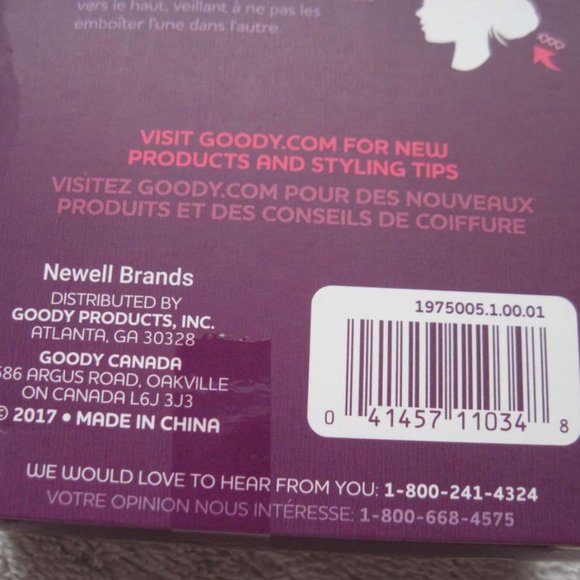 vers le haut, veillant à ne pas les
emboîter l'une dans l'autre.
VISIT GOODY.COM FOR NEW
PRODUCTS AND STYLING TIPS
VISITEZ GOODY.COM POUR DES NOUVEAUX
PRODUITS ET DES CONSEILS DE COIFFURE
Newell Brands
DISTRIBUTED BY
GOODY PRODUCTS, INC.
ATLANTA, GA 30328
GOODY CANADA
586 ARGUS ROAD, OAKVILLE
ON CANADA L6J 3J3
© 2017 • MADE IN CHINA
1975005.1.00.01
0 41457 11034 8
WE WOULD LOVE TO HEAR FROM YOU: 1-800-241-4324
VOTRE OPINION NOUS INTÉRESSE: 1-800-668-4575